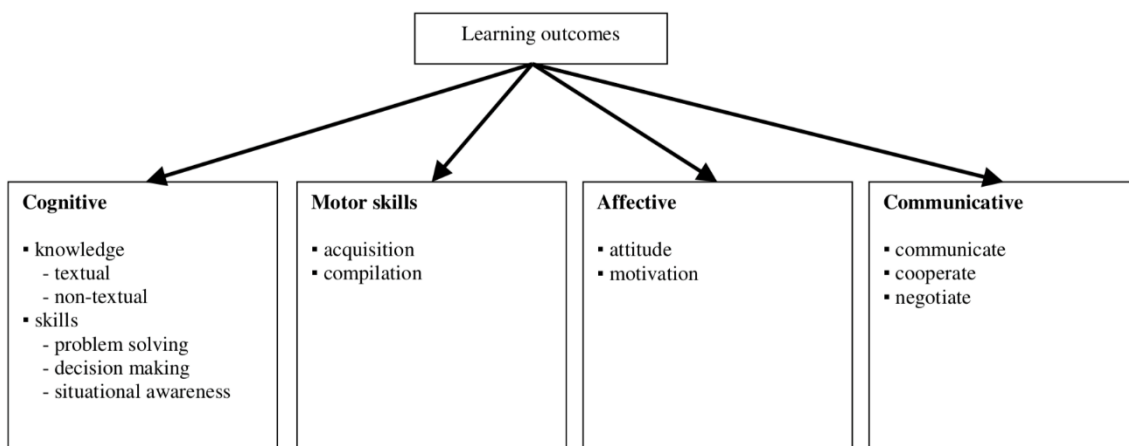 Learning outcomes
Cognitive
▪ knowledge
- textual
- non-textual
▪ skills
- problem solving
- decision making
- situational awareness
Motor skills
▪ acquisition
▪ compilation
Affective
▪ attitude
▪ motivation
Communicative
▪ communicate
▪ cooperate
▪ negotiate